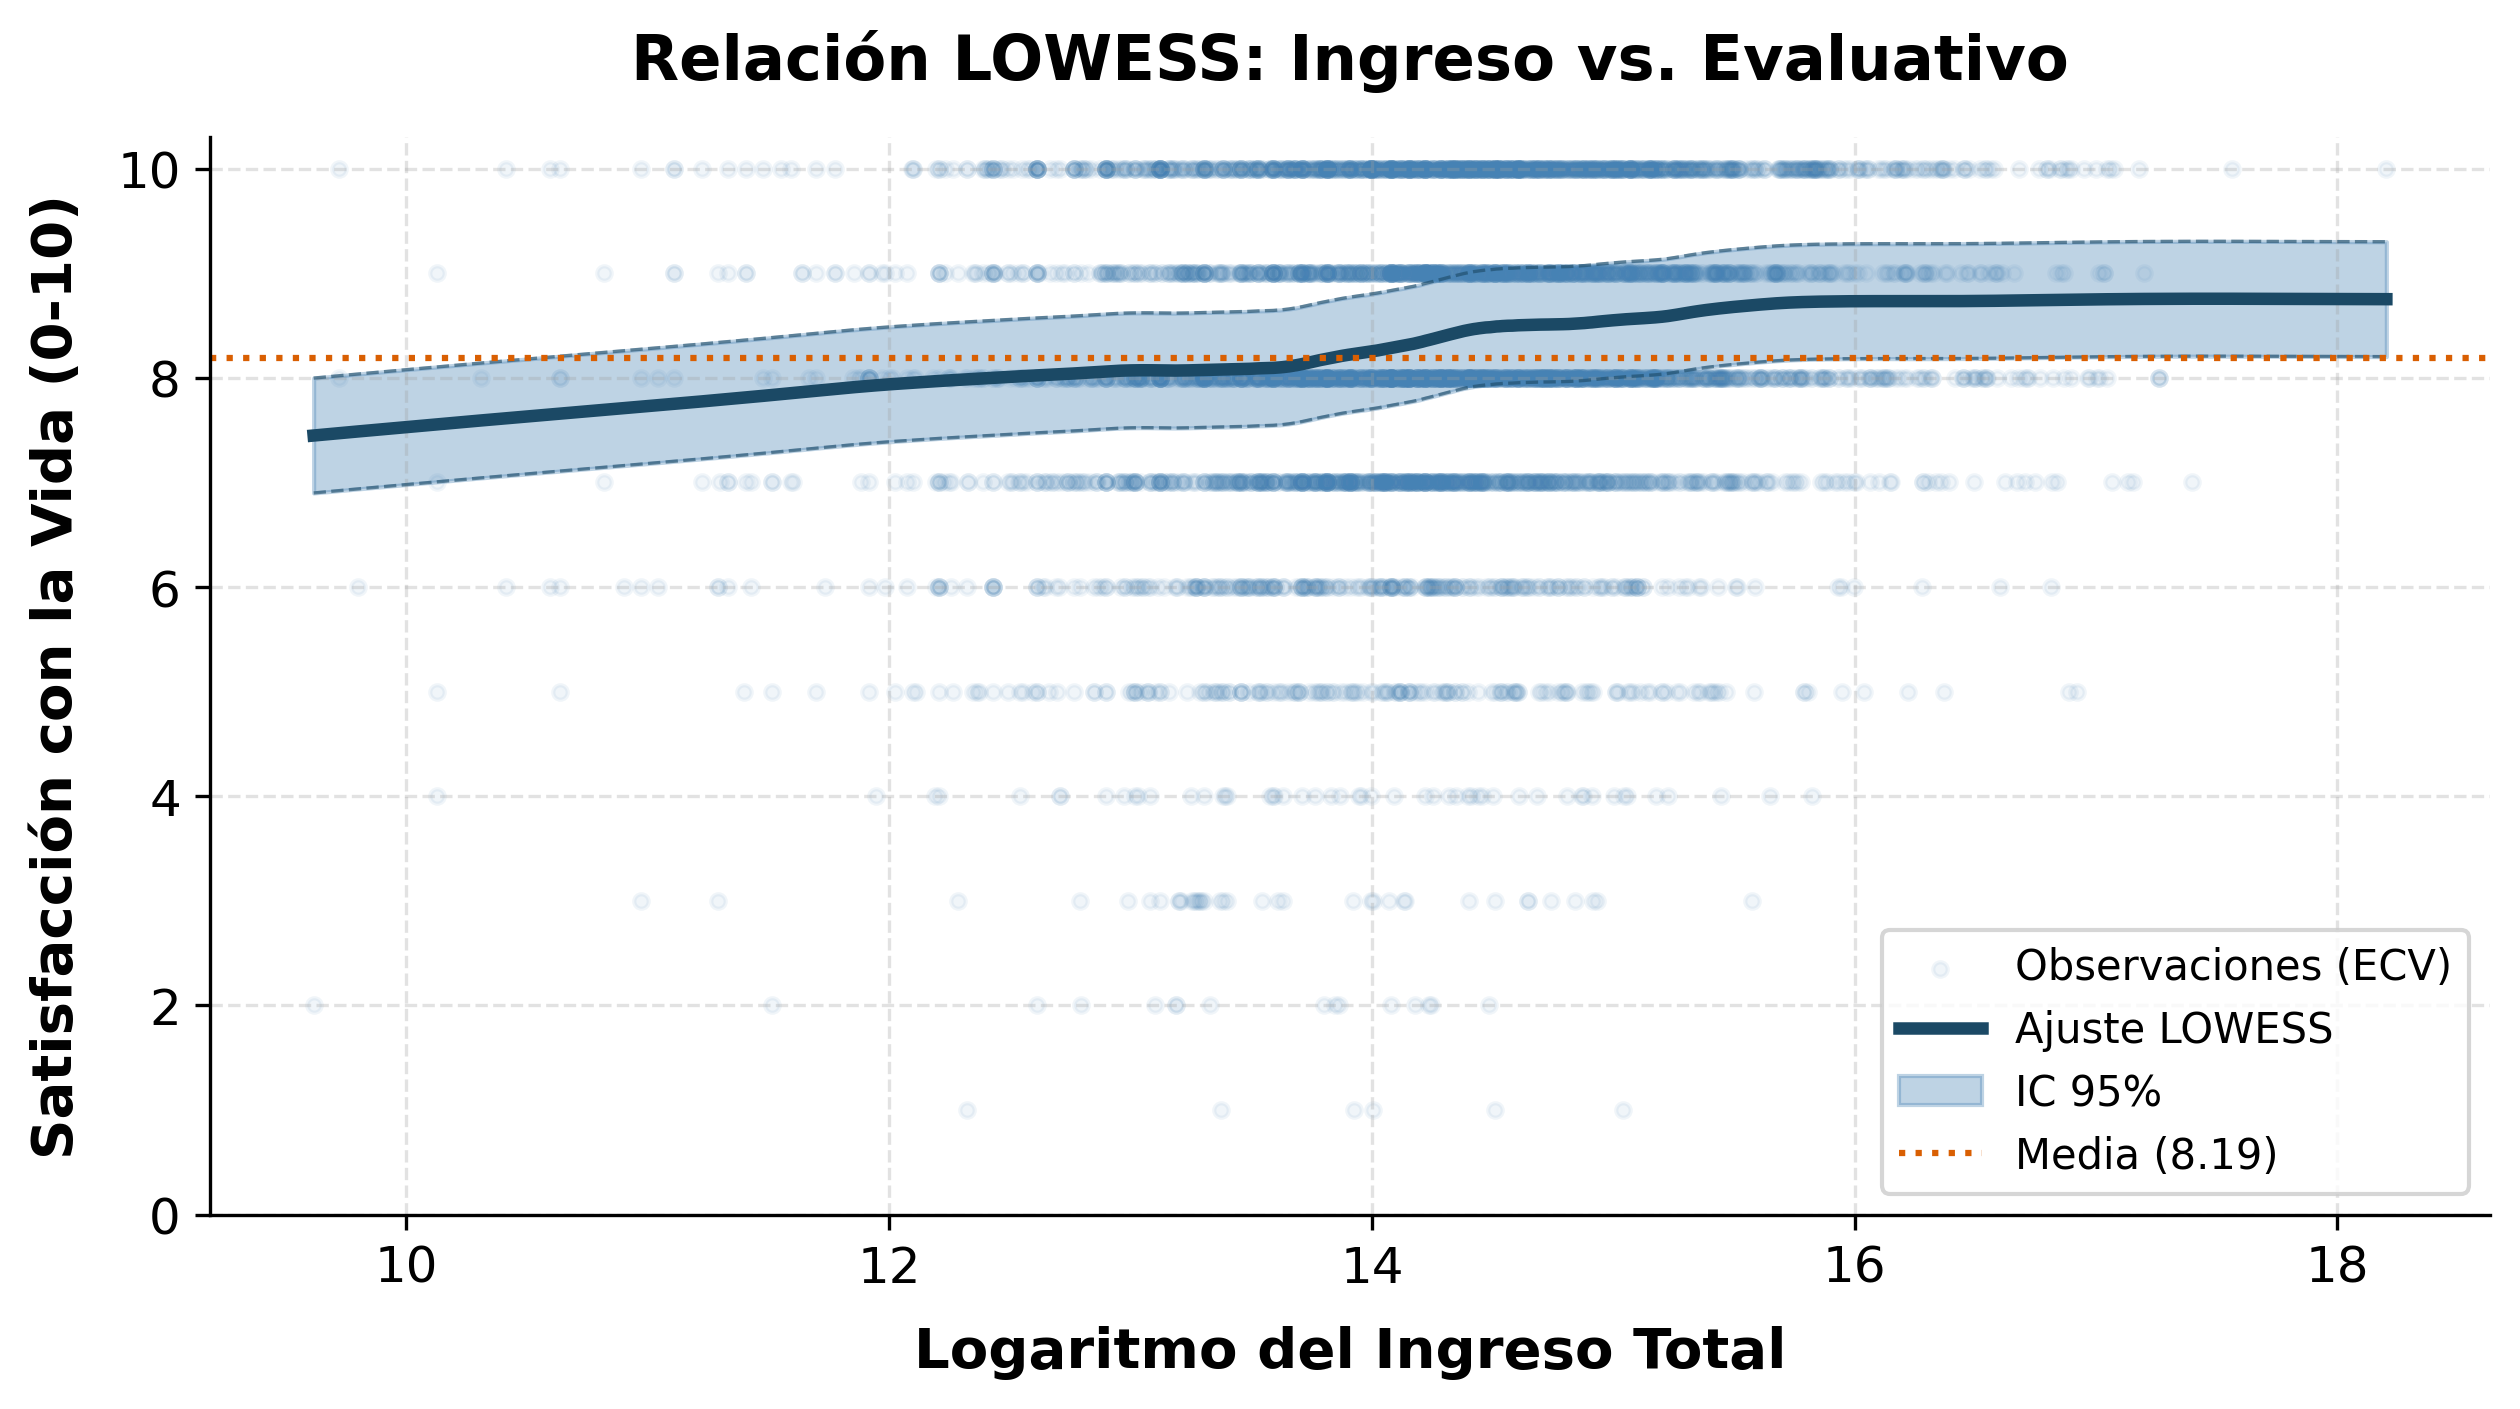 Relación LOWESS: Ingreso vs. Evaluativo
Satisfacción con la Vida (0-10)
10
8
6
4
2
0
10
12
14
16
18
Logaritmo del Ingreso Total
Observaciones (ECV)
Ajuste LOWESS
IC 95%
Media (8.19)